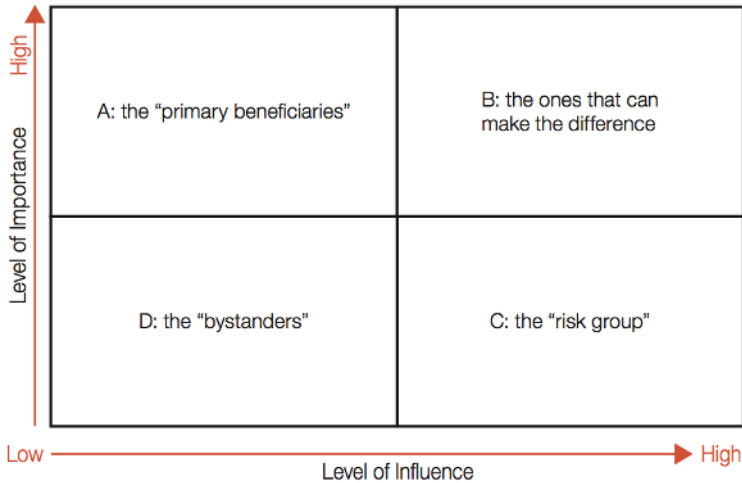 High
Level of Importance
A: the “primary beneficiaries”
B: the ones that can
make the difference
D: the “bystanders”
C: the “risk group”
Low
High
Level of Influence